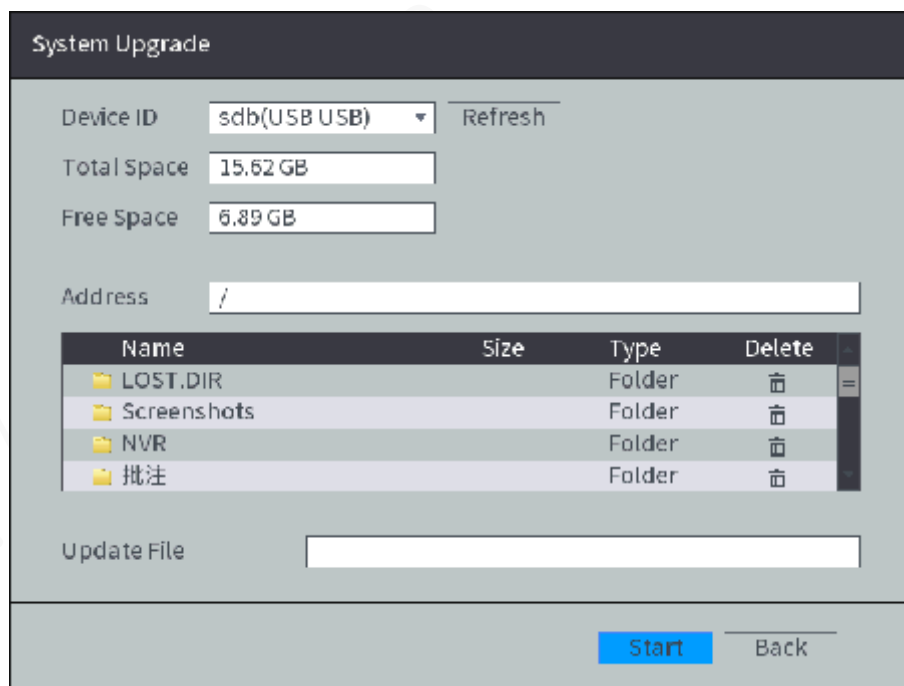 System Upgrade
Device ID sdb(USB USB) Refresh
Total Space 15.62 GB
Free Space 6.89 GB
Address /
Name Size Type Delete
LOST.DIR Folder
Screenshots Folder
NVR Folder
批注 Folder
Update File
Start Back